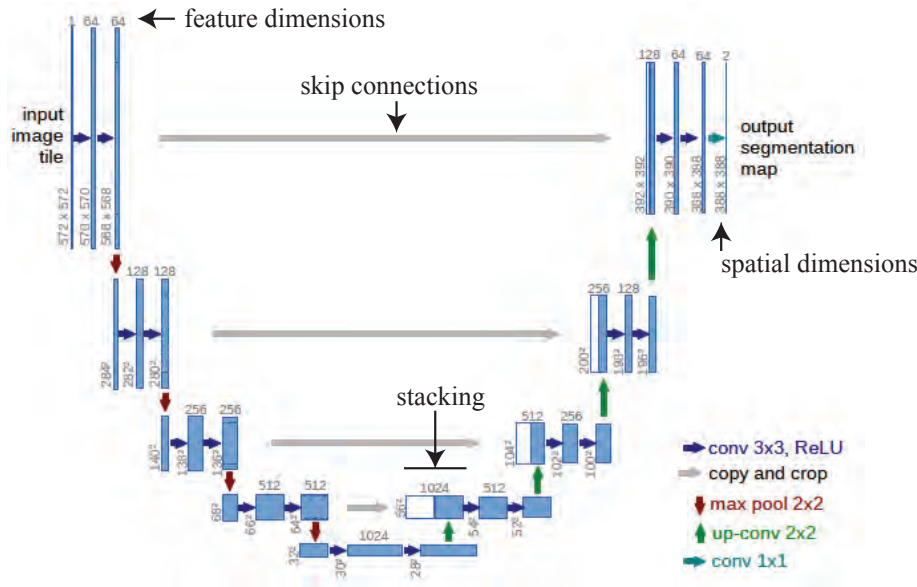 1 64 64
feature dimensions
input
image
tile
572 x 572
570 x 570
568 x 568
skip connections
128 64 64 2
output
segmentation
map
392 x 392
390 x 390
388 x 388
388 x 388
spatial dimensions
128 128
284²
282²
280²
256 128
200²
198²
196²
256 256
140²
138²
136²
stacking
512 256
104²
102²
100²
512 512
68²
66²
64²
1024 512
56²
54²
52²
1024
32²
30²
28²
conv 3x3, ReLU
copy and crop
max pool 2x2
up-conv 2x2
conv 1x1